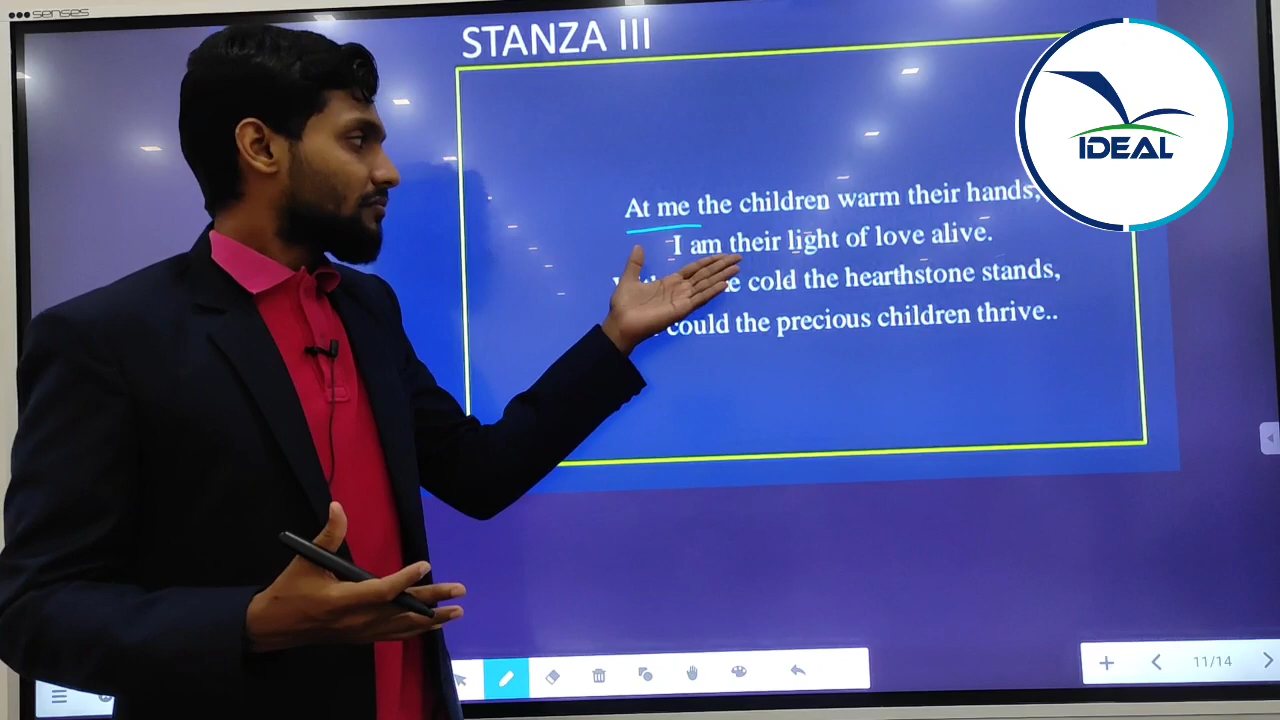 senses
STANZA III
IDEAL
At me the children warm their hands,
I am their light of love alive.
cold the hearthstone stands,
could the precious children thrive..
11/14